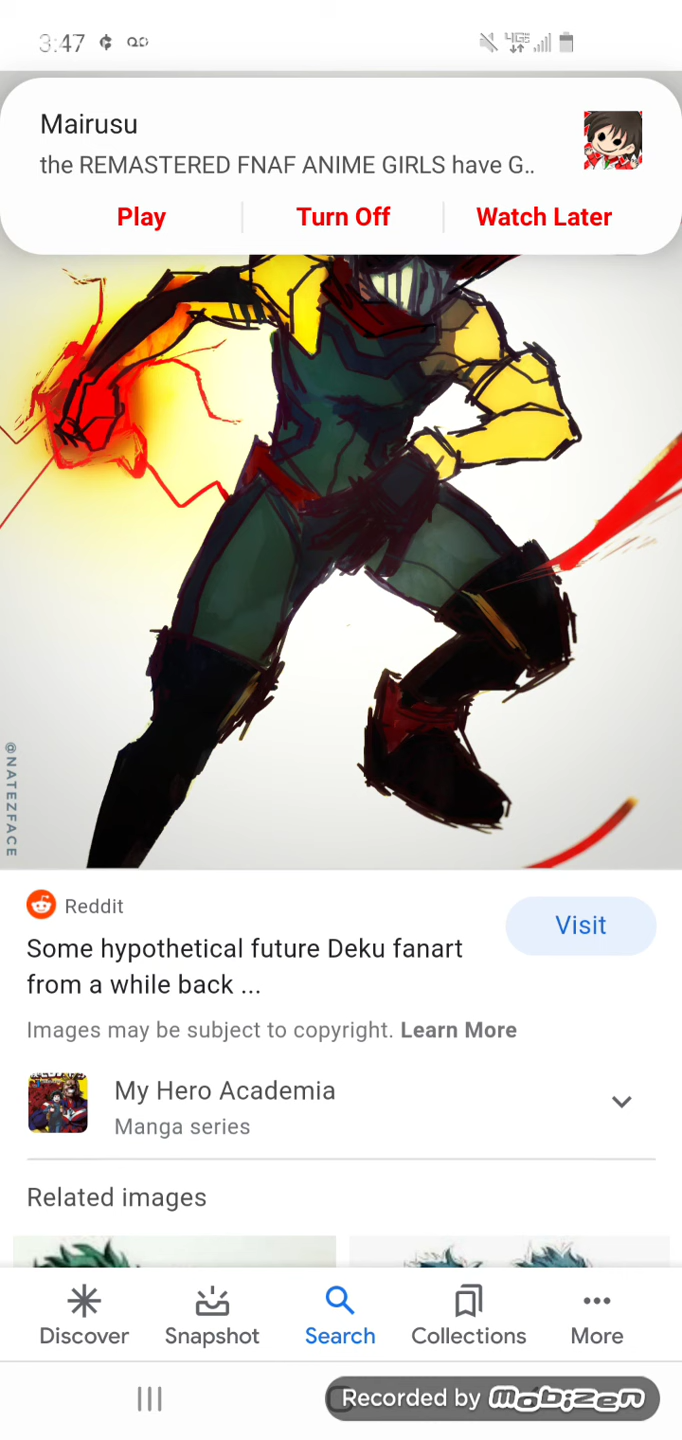 3:47
4GE
Mairusu
the REMASTERED FNAF ANIME GIRLS have G..
Play
Turn Off
Watch Later
@NATEZFACE
Reddit
Visit
Some hypothetical future Deku fanart
from a while back ...
Images may be subject to copyright. Learn More
My Hero Academia
Manga series
Related images
Discover
Snapshot
Search
Collections
More
Recorded by mobizen